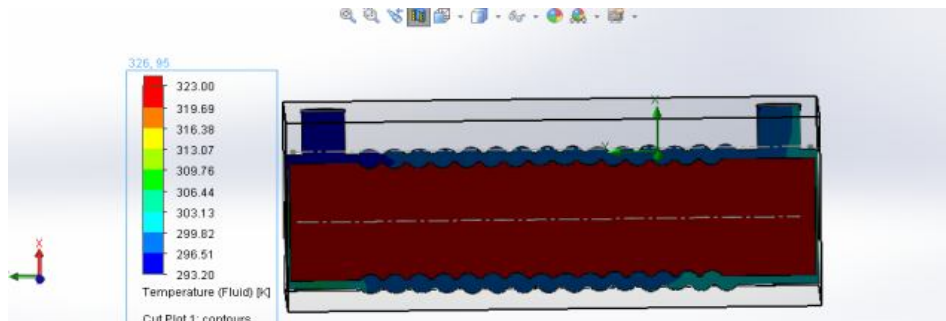 326, 95
323.00
319.69
316.38
313.07
309.76
306.44
303.13
299.82
296.51
293.20
Temperature (Fluid) [K]
Cut Plot 1: contours
X
Y
X